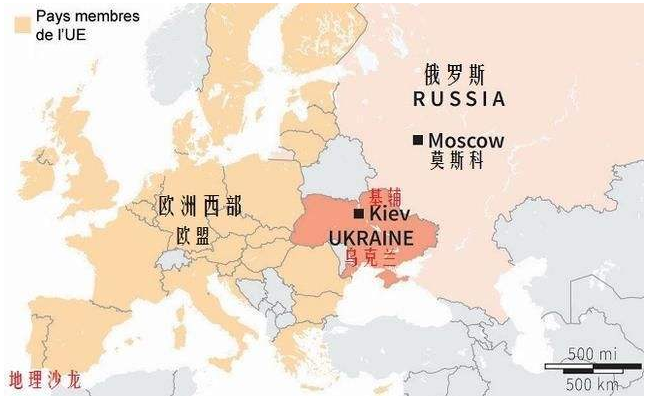 Pays membres
de l'UE
俄罗斯
RUSSIA
Moscow
莫斯科
欧洲西部
欧盟
基辅
Kiev
UKRAINE
乌克兰
500 mi
500 km
地理沙龙